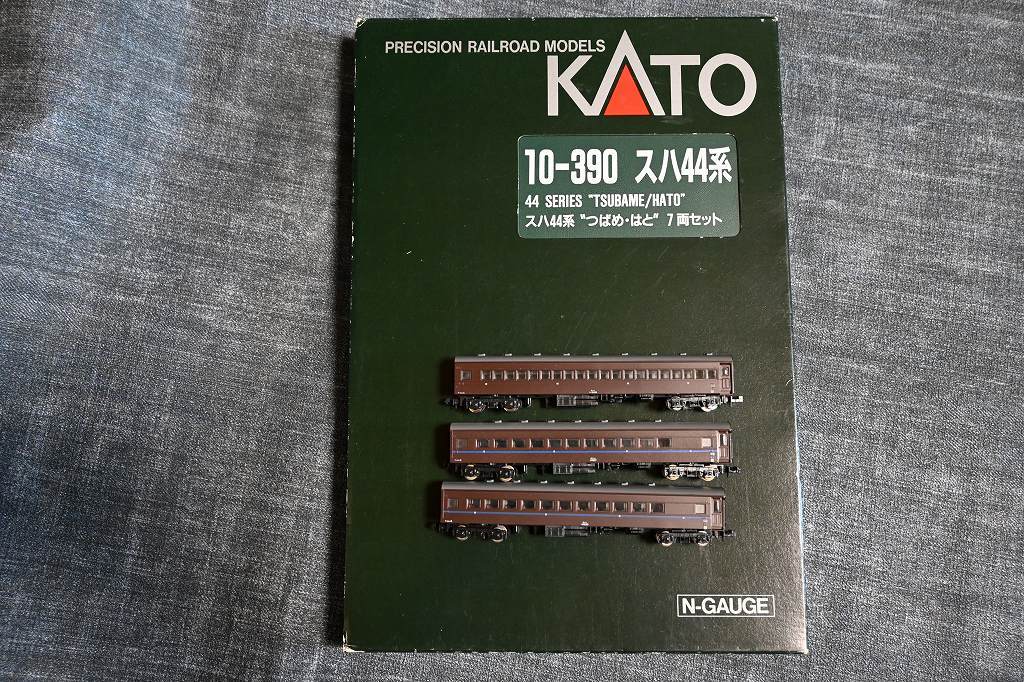 PRECISION RAILROAD MODELS
KATO
10-390 スハ44系
44 SERIES "TSUBAME/HATO"
スハ44系 "つばめ・はと" 7両セット
N-GAUGE